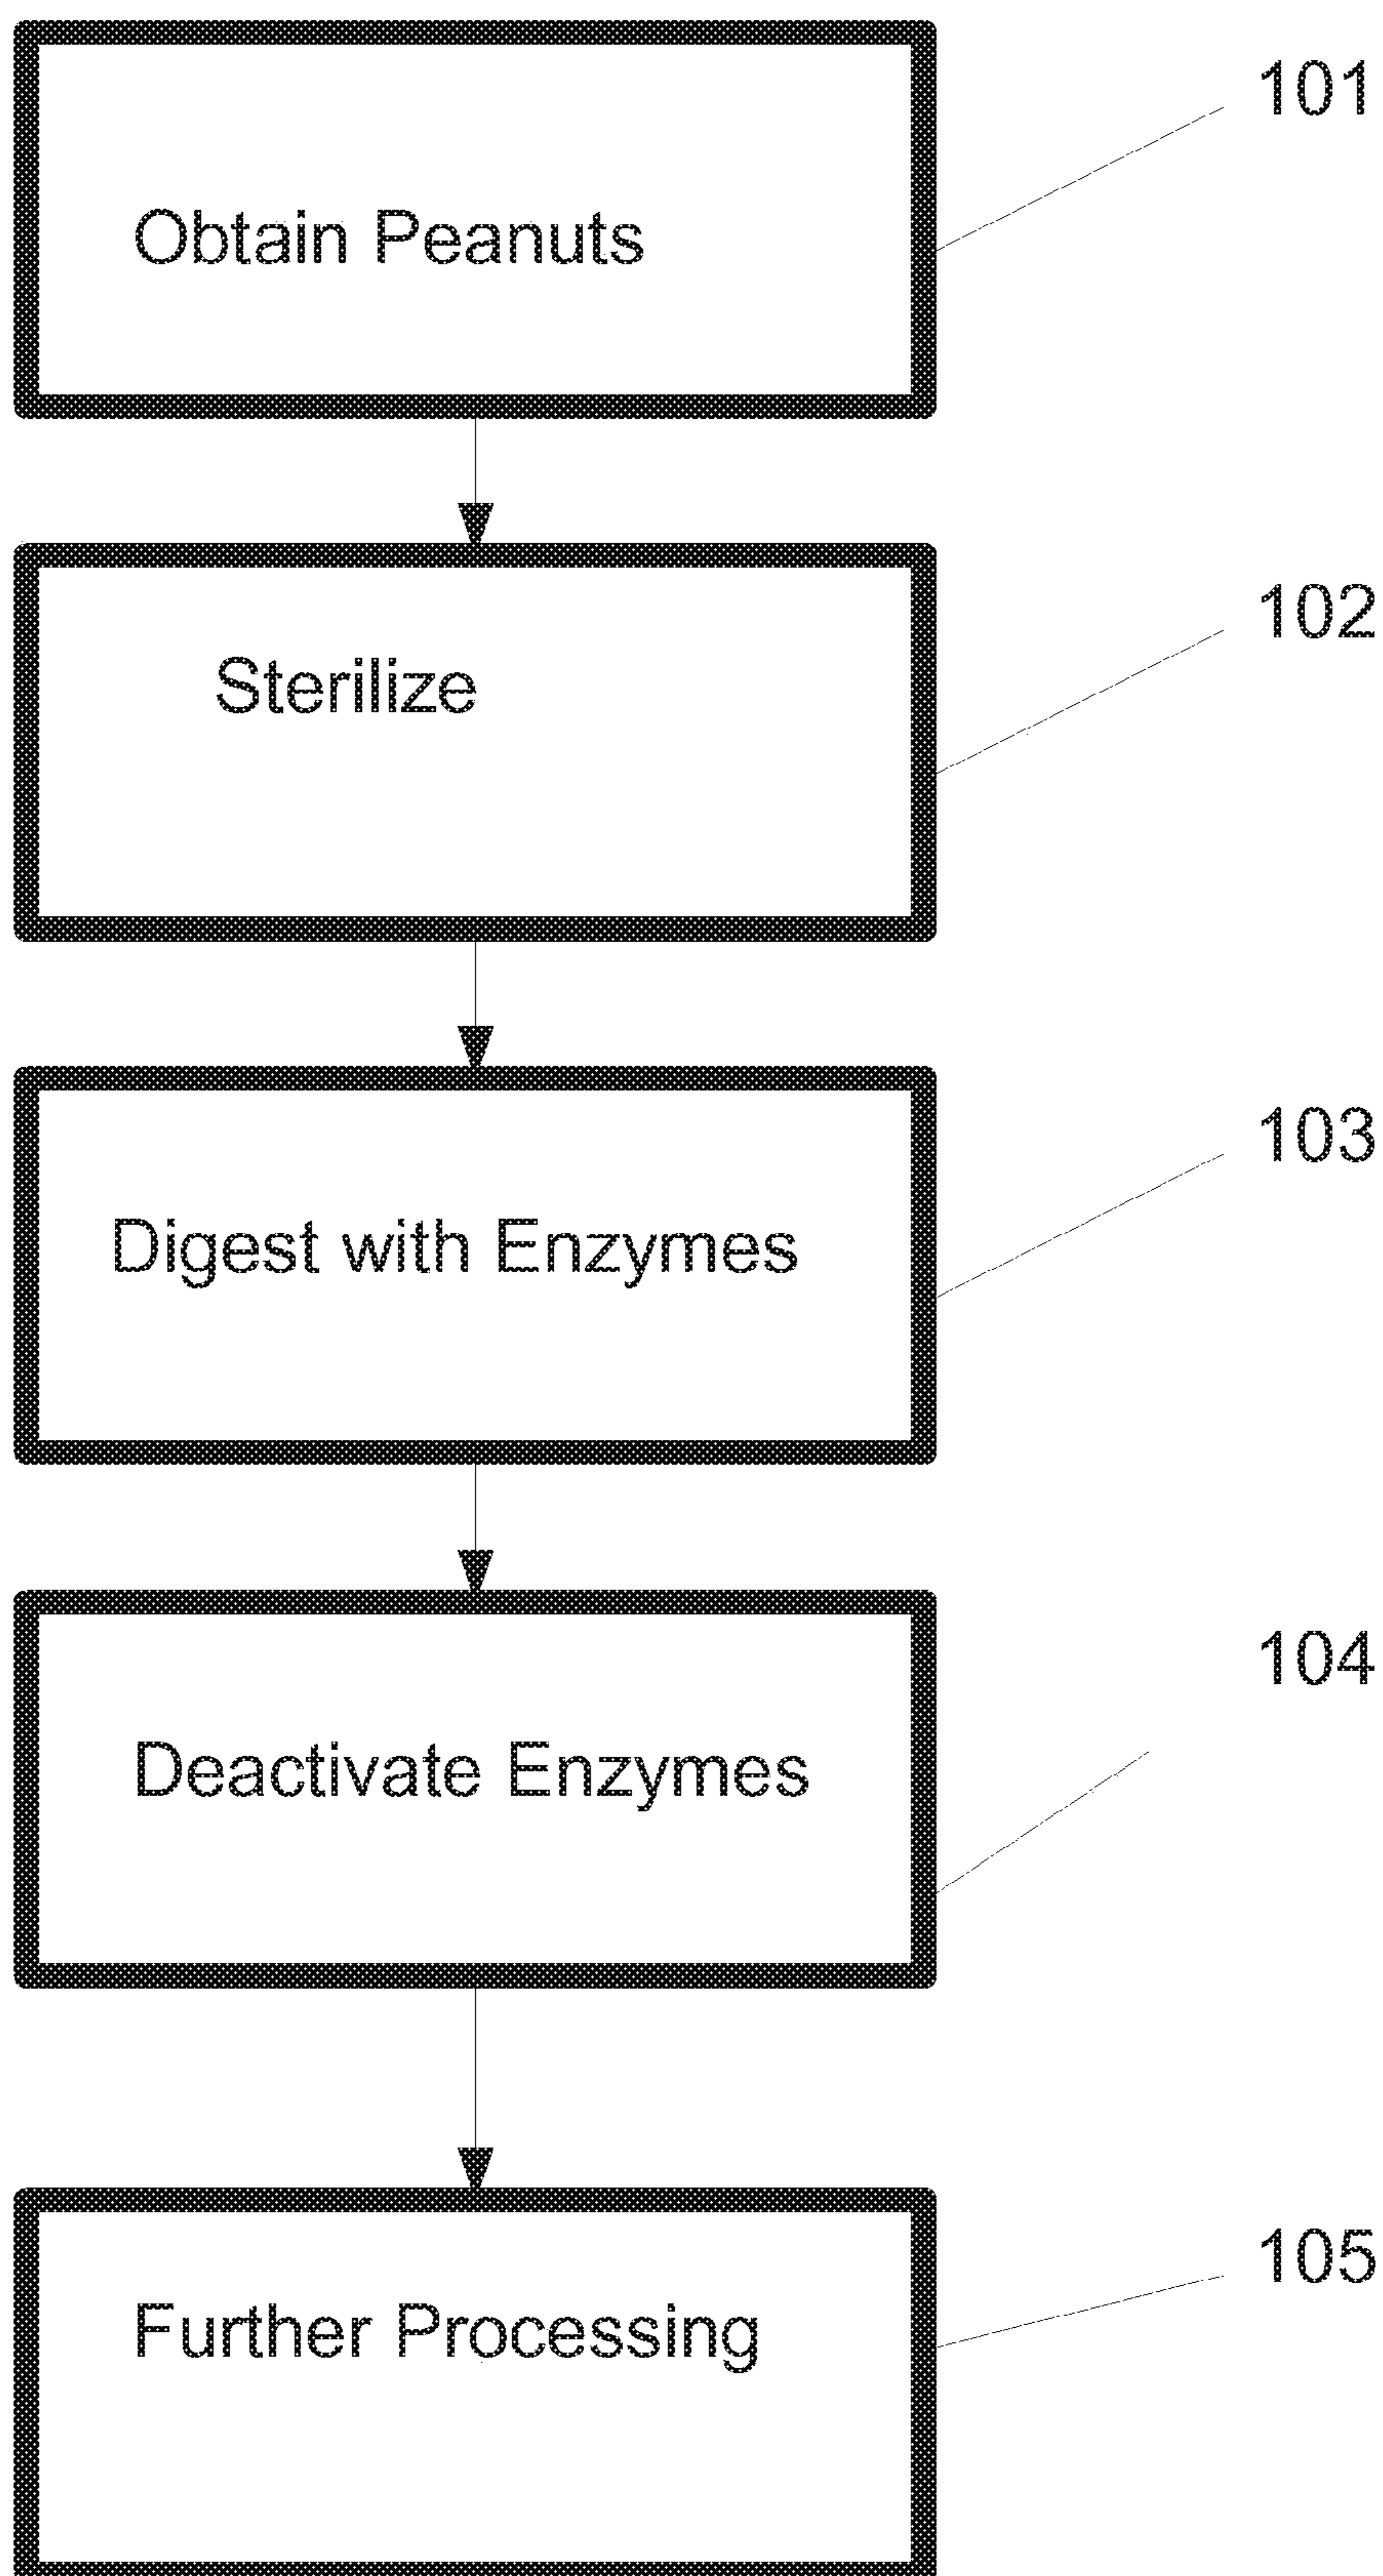 Obtain Peanuts
101
Sterilize
102
Digest with Enzymes
103
Deactivate Enzymes
104
Further Processing
105